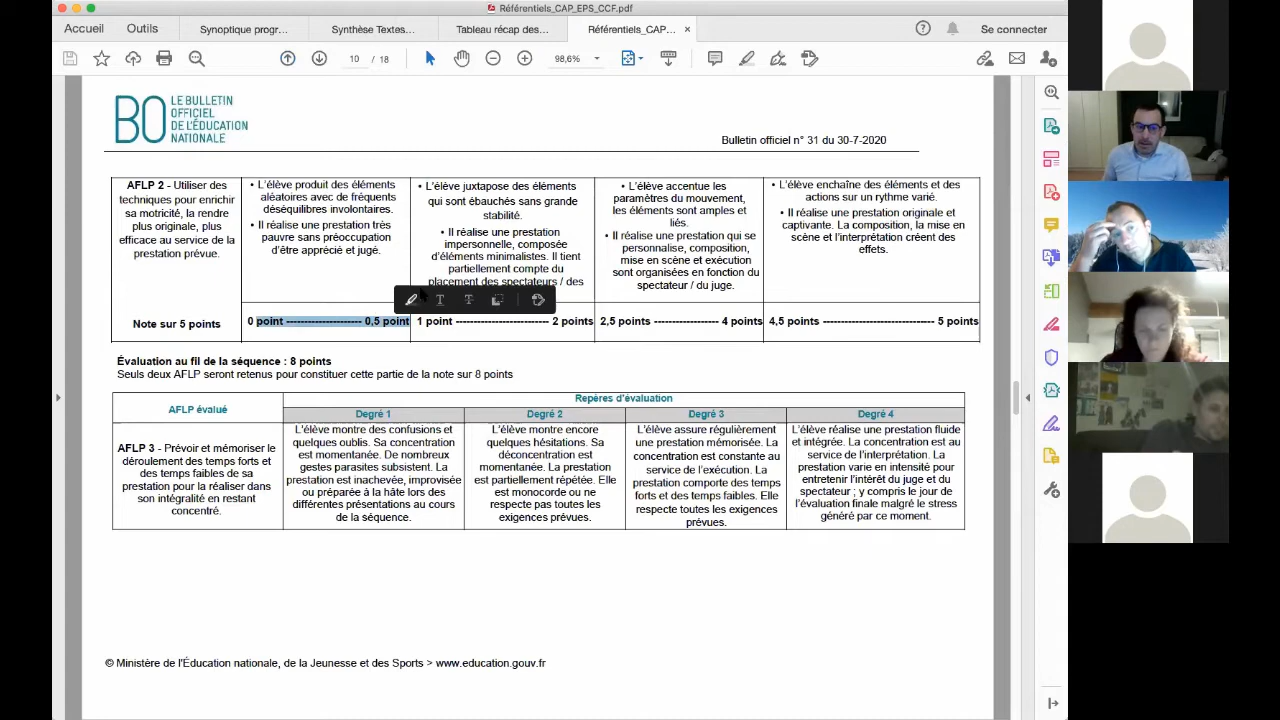 Référentiels_CAP_EPS_CCF.pdf
Accueil
Outils
Synoptique progr...
Synthèse Textes...
Tableau récap des...
Référentiels_CAP_... ×
Se connecter
10 / 18
98,6%
BO LE BULLETIN
OFFICIEL
DE L'ÉDUCATION
NATIONALE
Bulletin officiel n° 31 du 30-7-2020
AFLP 2 - Utiliser des
techniques pour enrichir
sa motricité, la rendre
plus originale, plus
efficace au service de la
prestation prévue.
• L'élève produit des éléments
aléatoires avec de fréquents
déséquilibres involontaires.
• Il réalise une prestation très
pauvre sans préoccupation
d'être apprécié et jugé.
• L'élève juxtapose des éléments
qui sont ébauchés sans grande
stabilité.
• Il réalise une prestation
impersonnelle, composée
d'éléments minimalistes. Il tient
partiellement compte du
placement des spectateurs / des
• L'élève accentue les
paramètres du mouvement,
les éléments sont amples et
liés.
• Il réalise une prestation qui se
personnalise, composition,
mise en scène et exécution
sont organisées en fonction du
spectateur / du juge.
• L'élève enchaîne des éléments et des
actions sur un rythme varié.
• Il réalise une prestation originale et
captivante. La composition, la mise en
scène et l'interprétation créent des
effets.
Note sur 5 points
0 point --------------------- 0,5 point
1 point -------------------------- 2 points
2,5 points ------------------ 4 points
4,5 points ------------------------------- 5 points
Évaluation au fil de la séquence : 8 points
Seuls deux AFLP seront retenus pour constituer cette partie de la note sur 8 points
AFLP évalué
Repères d'évaluation
Degré 1
Degré 2
Degré 3
Degré 4
AFLP 3 - Prévoir et mémoriser le
déroulement des temps forts et
des temps faibles de sa
prestation pour la réaliser dans
son intégralité en restant
concentré.
L'élève montre des confusions et
quelques oublis. Sa concentration
est momentanée. De nombreux
gestes parasites subsistent. La
prestation est inachevée, improvisée
ou préparée à la hâte lors des
différentes présentations au cours
de la séquence.
L'élève montre encore
quelques hésitations. Sa
déconcentration est
momentanée. La prestation
est partiellement répétée. Elle
est monocorde ou ne
respecte pas toutes les
exigences prévues.
L'élève assure régulièrement
une prestation mémorisée. La
concentration est constante au
service de l'exécution. La
prestation comporte des temps
forts et des temps faibles. Elle
respecte toutes les exigences
prévues.
L'élève réalise une prestation fluide
et intégrée. La concentration est au
service de l'interprétation. La
prestation varie en intensité pour
entretenir l'intérêt du juge et du
spectateur ; y compris le jour de
l'évaluation finale malgré le stress
généré par ce moment.
© Ministère de l'Éducation nationale, de la Jeunesse et des Sports > www.education.gouv.fr